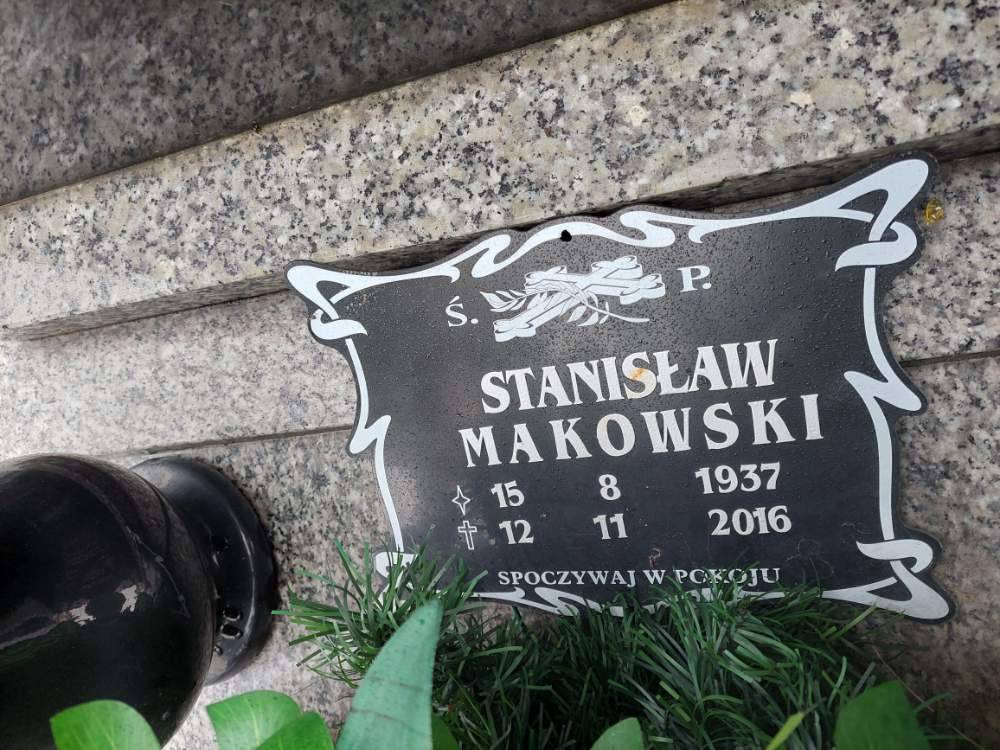 Ś. P.
STANISŁAW
MAKOWSKI
15 8 1937
12 11 2016
SPOCZYWAJ W POKOJU